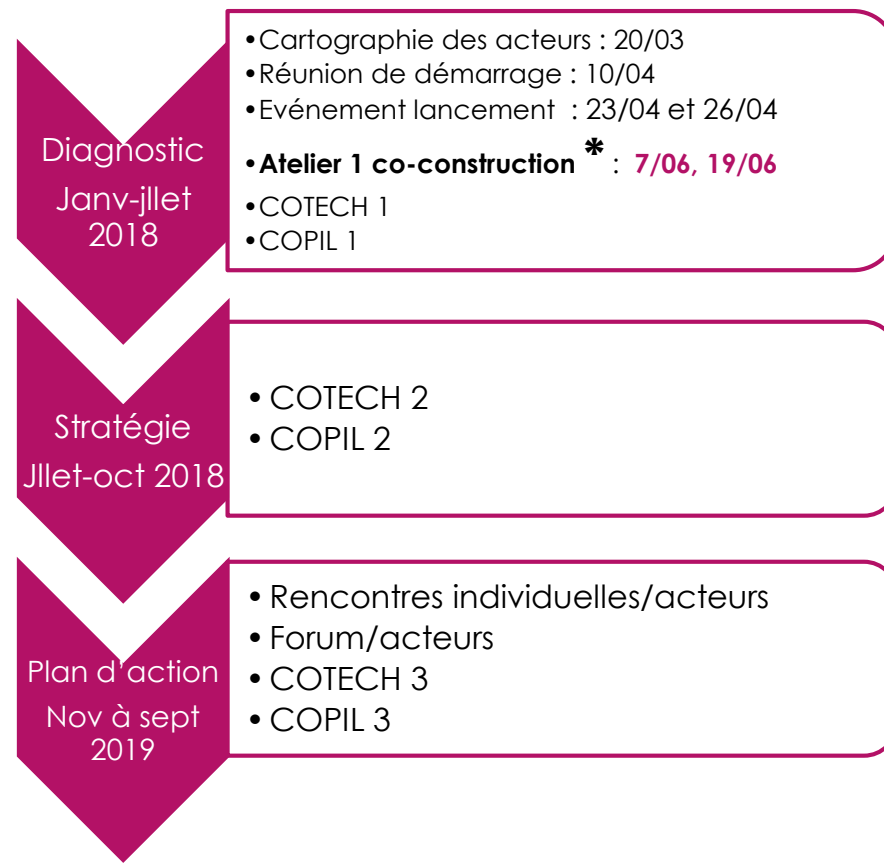 Diagnostic
Janv-jllet
2018
•Cartographie des acteurs : 20/03
•Réunion de démarrage : 10/04
•Evénement lancement : 23/04 et 26/04
•Atelier 1 co-construction * : 7/06, 19/06
•COTECH 1
•COPIL 1
Stratégie
Jllet-oct 2018
• COTECH 2
• COPIL 2
Plan d'action
Nov à sept
2019
• Rencontres individuelles/acteurs
• Forum/acteurs
• COTECH 3
• COPIL 3